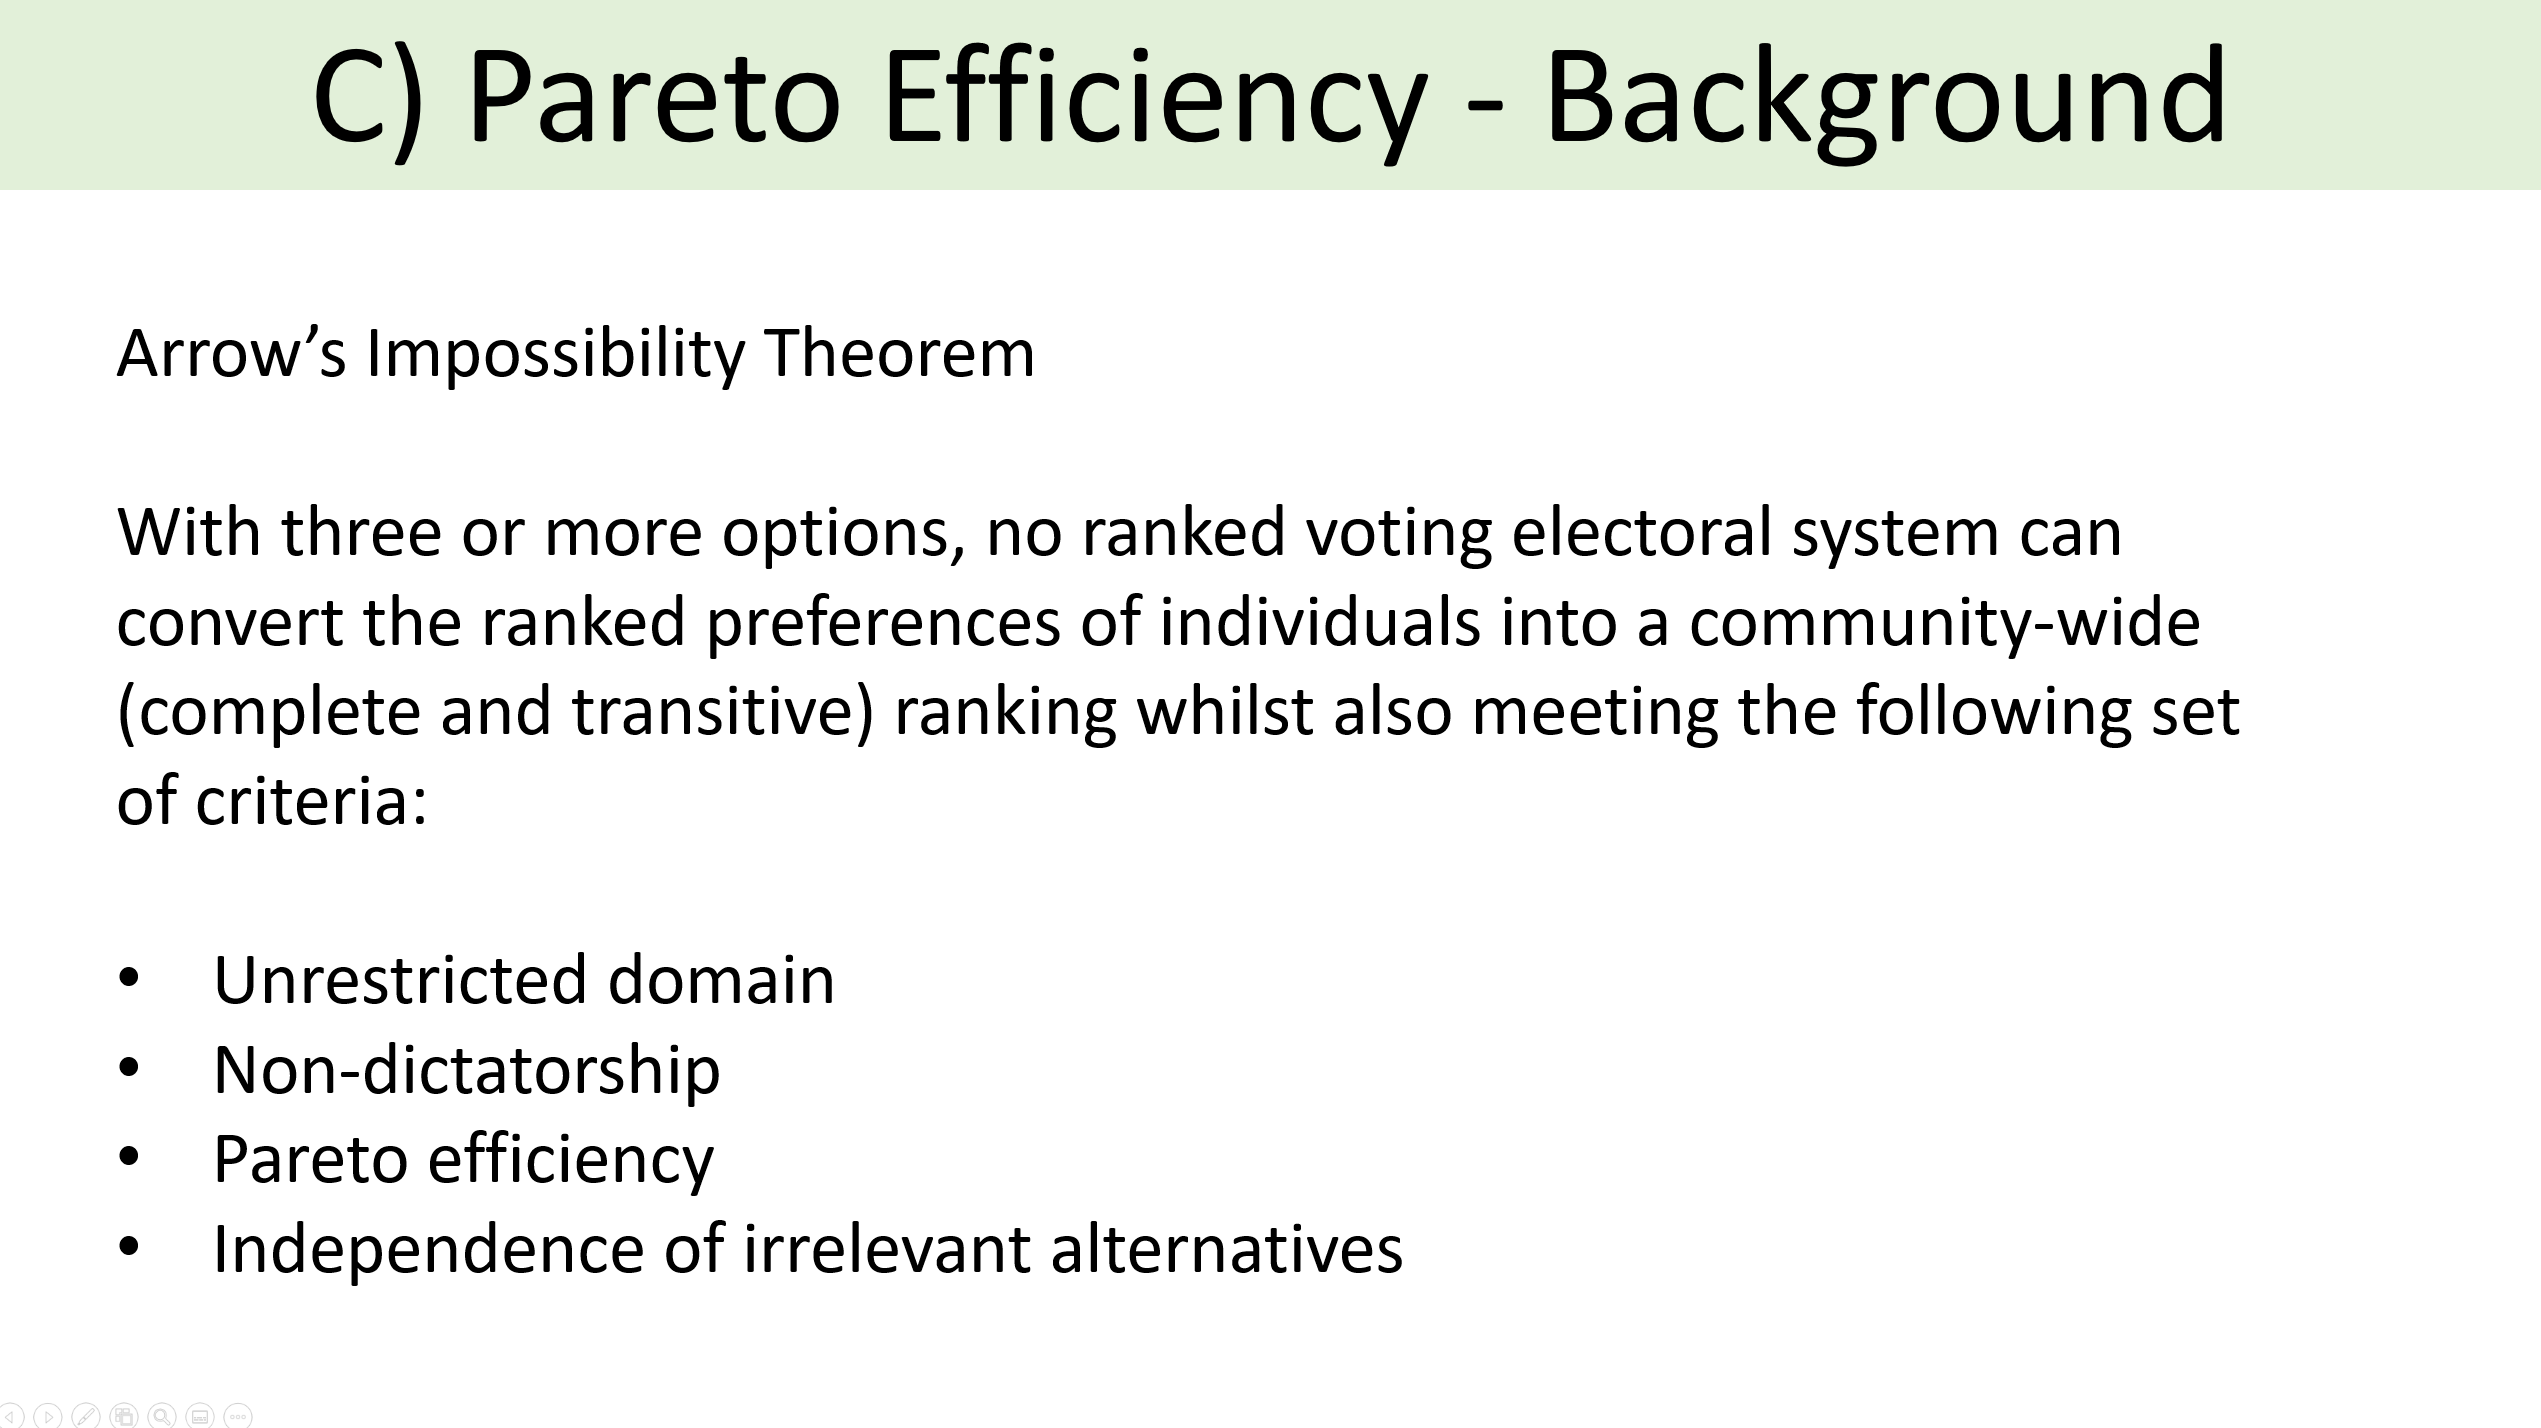 C) Pareto Efficiency - Background
Arrow’s Impossibility Theorem
With three or more options, no ranked voting electoral system can
convert the ranked preferences of individuals into a community-wide
(complete and transitive) ranking whilst also meeting the following set
of criteria:
• Unrestricted domain
• Non-dictatorship
• Pareto efficiency
• Independence of irrelevant alternatives